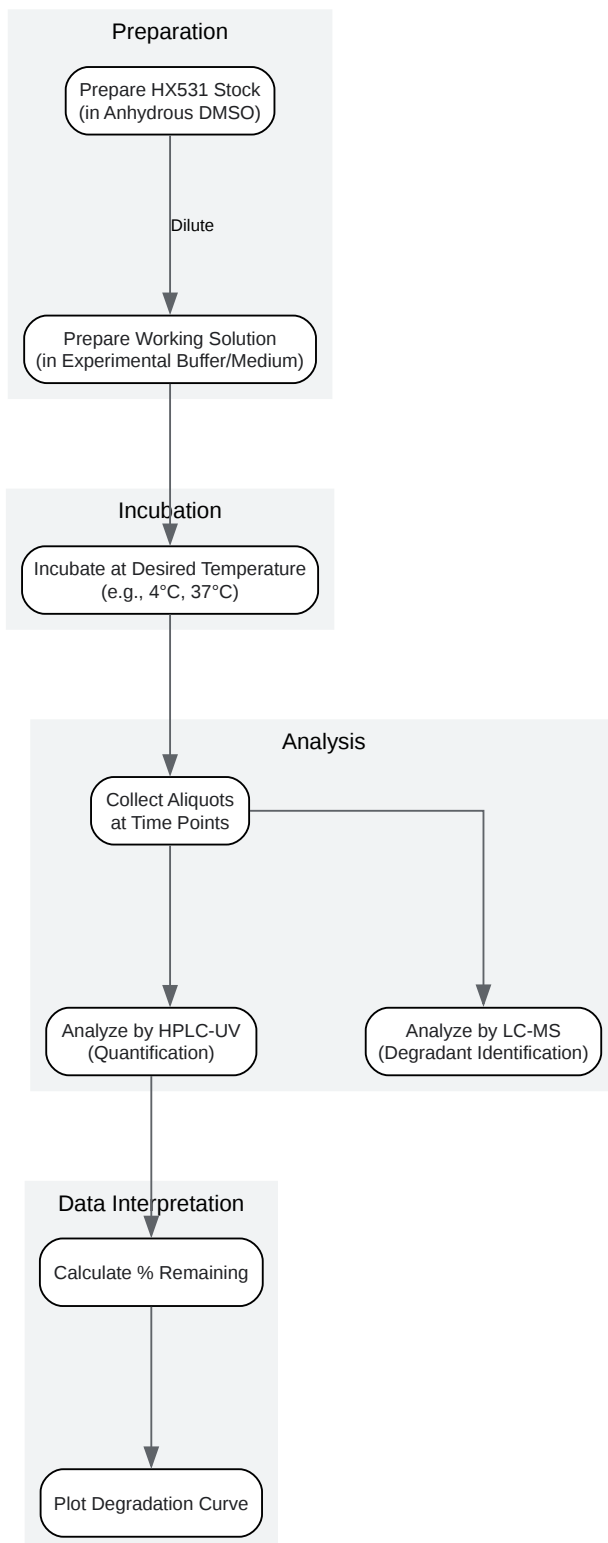 Preparation
Prepare HX531 Stock
(in Anhydrous DMSO)
Dilute
Prepare Working Solution
(in Experimental Buffer/Medium)
Incubation
Incubate at Desired Temperature
(e.g., 4°C, 37°C)
Analysis
Collect Aliquots
at Time Points
Analyze by HPLC-UV
(Quantification)
Analyze by LC-MS
(Degradant Identification)
Data Interpretation
Calculate % Remaining
Plot Degradation Curve